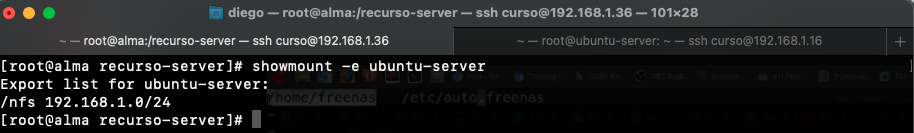 diego — root@alma:/recurso-server — ssh curso@192.168.1.36 — 101×28
~ — root@alma:/recurso-server — ssh curso@192.168.1.36
~ — root@ubuntu-server: ~ — ssh curso@192.168.1.16
+
[root@alma recurso-server]# showmount -e ubuntu-server
Export list for ubuntu-server:
/nfs 192.168.1.0/24
/home/freenas /etc/auto.freenas
[root@alma recurso-server]#